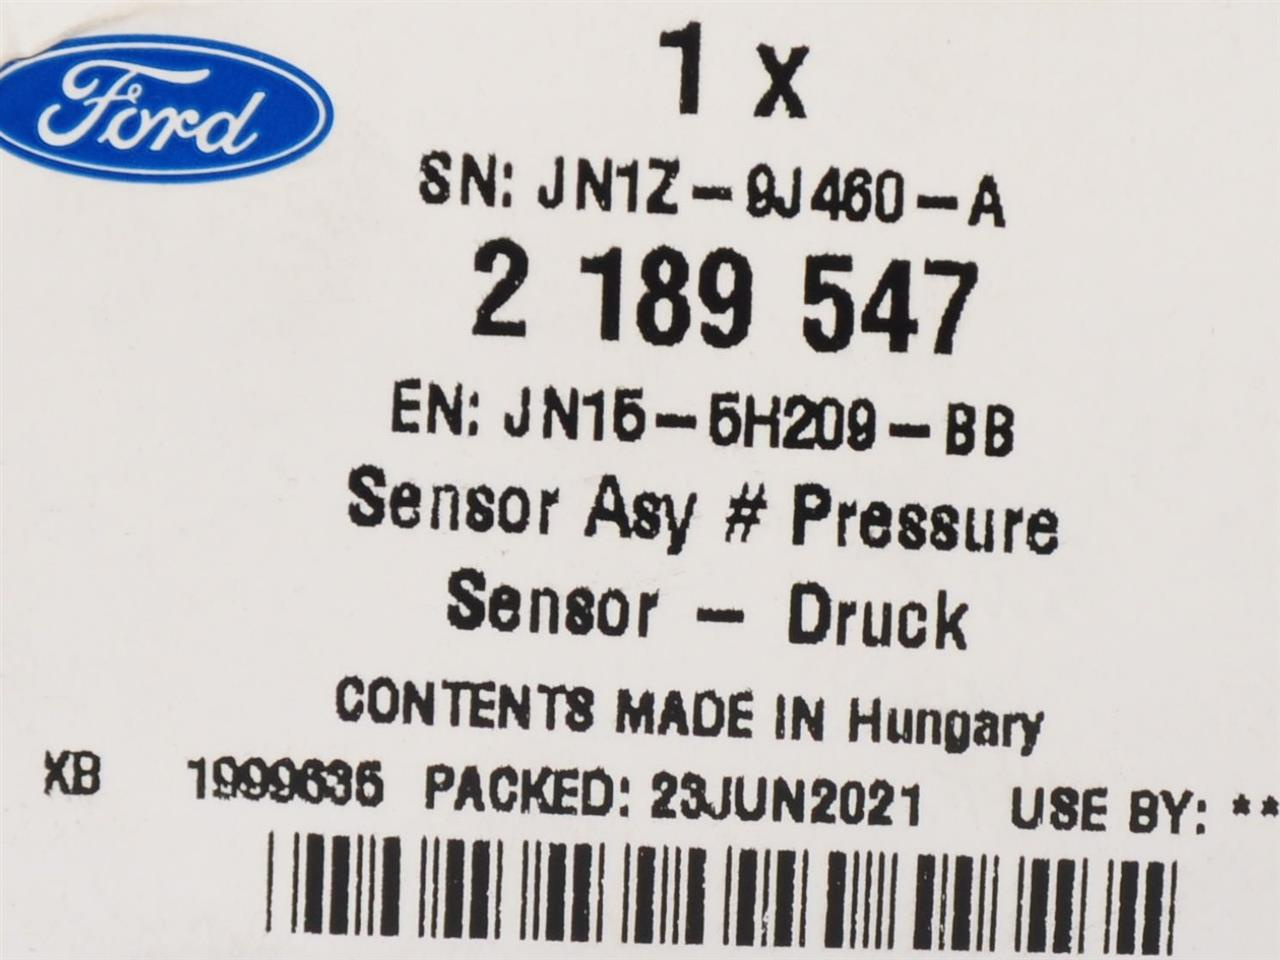 Ford
1 x
SN: JN1Z-9J460-A
2 189 547
EN: JN15-5H209-BB
Sensor Asy # Pressure
Sensor - Druck
CONTENTS MADE IN Hungary
XB 1999635 PACKED: 23JUN2021 USE BY: **